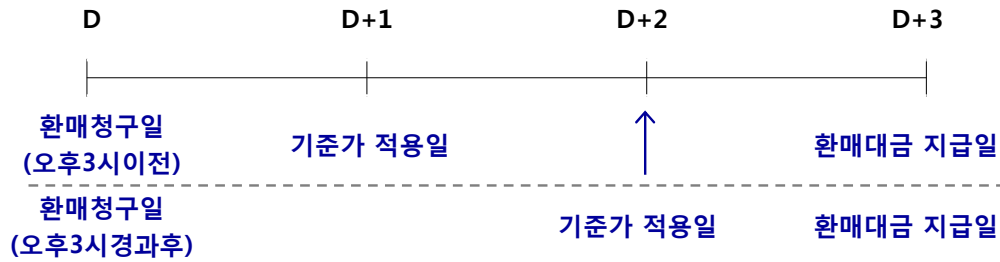 D D+1 D+2 D+3
환매청구일
(오후3시이전)
기준가 적용일
환매대금 지급일
환매청구일
(오후3시경과후)
기준가 적용일
환매대금 지급일